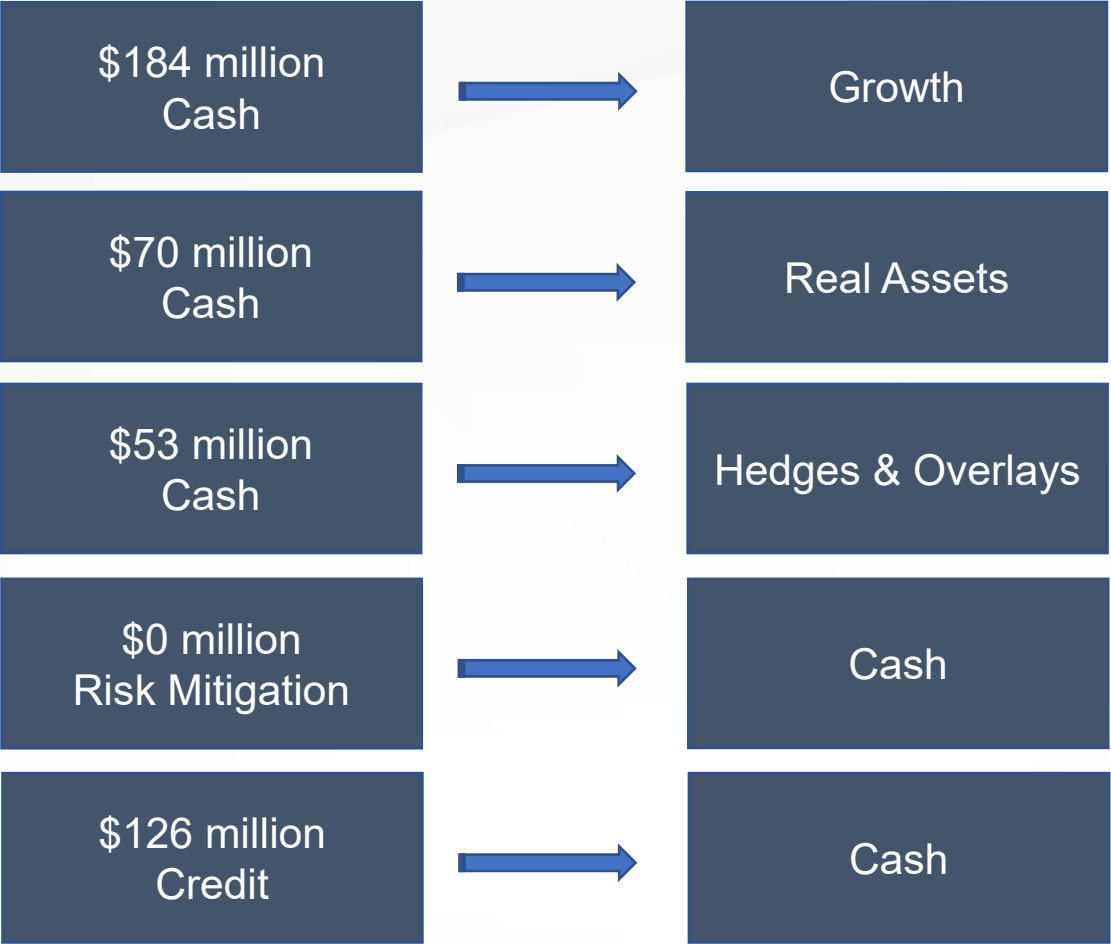 $184 million
Cash
Growth
$70 million
Cash
Real Assets
$53 million
Cash
Hedges & Overlays
$0 million
Risk Mitigation
Cash
$126 million
Credit
Cash